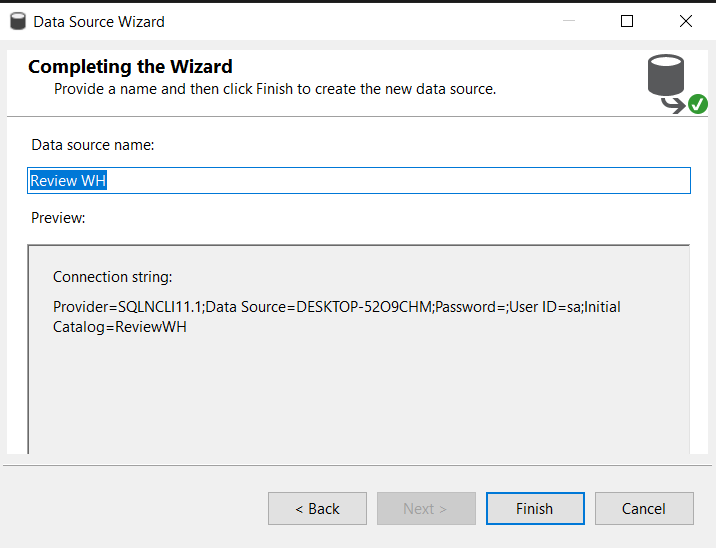 Data Source Wizard
Completing the Wizard
Provide a name and then click Finish to create the new data source.
Data source name:
Review WH
Preview:
Connection string:
Provider=SQLNCLI11.1;Data Source=DESKTOP-52O9CHM;Password=;User ID=sa;Initial
Catalog=ReviewWH
< Back
Next >
Finish
Cancel